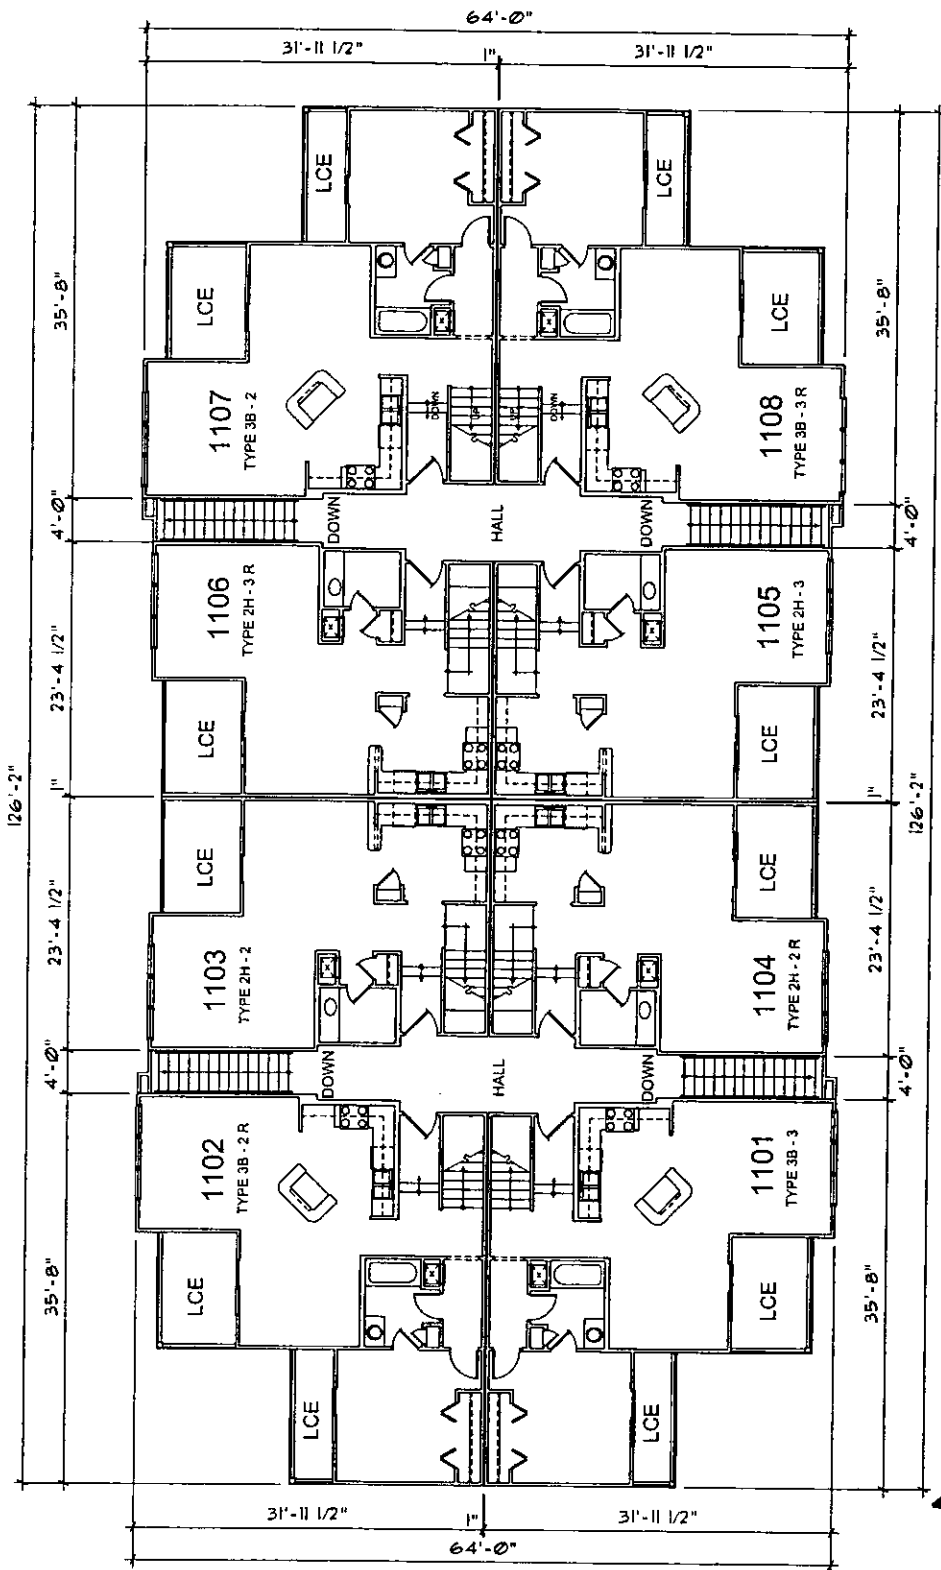 64'-0"
31'-11 1/2"
1"
31'-11 1/2"
LCE
LCE
35'-8"
35'-8"
LCE
LCE
1107
TYPE 3B - 2
DOWN
UP
UP
DOWN
1108
TYPE 3B - 3 R
4'-0"
DOWN
HALL
DOWN
4'-0"
1106
TYPE 2H - 3 R
1105
TYPE 2H - 3
23'-4 1/2"
23'-4 1/2"
LCE
LCE
126'-2"
1"
1"
126'-2"
LCE
LCE
23'-4 1/2"
23'-4 1/2"
1103
TYPE 2H - 2
1104
TYPE 2H - 2 R
4'-0"
DOWN
HALL
DOWN
4'-0"
1102
TYPE 3B - 2 R
1101
TYPE 3B - 3
35'-8"
LCE
LCE
35'-8"
LCE
LCE
31'-11 1/2"
1"
31'-11 1/2"
64'-0"